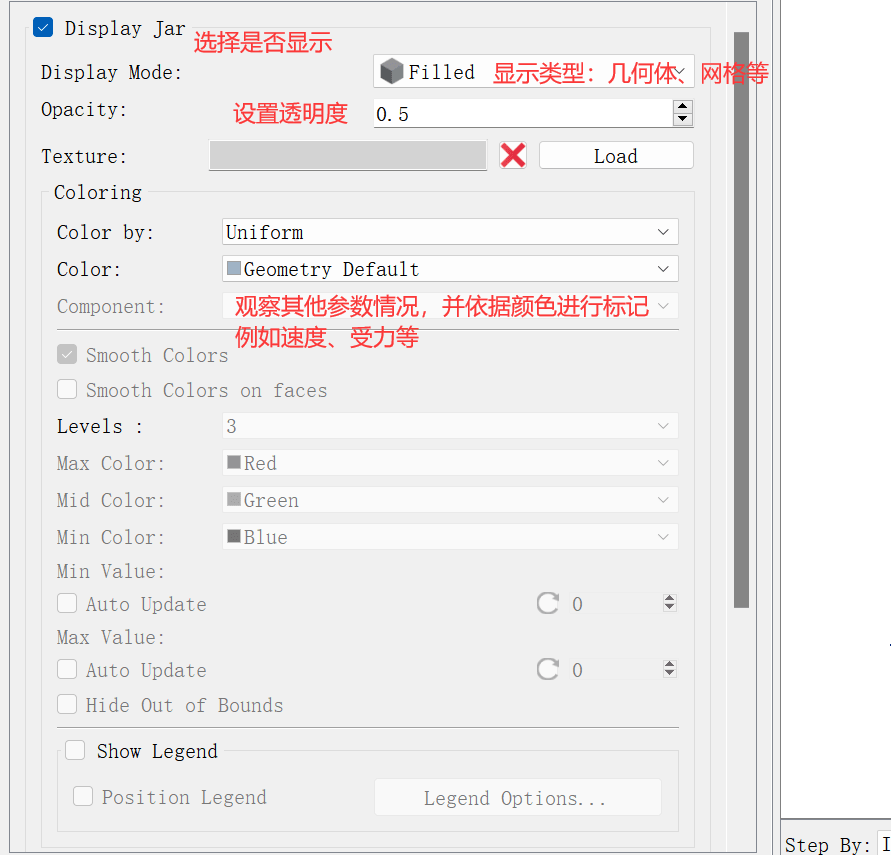 Display Jar
选择是否显示
Display Mode: Filled 显示类型：几何体、网格等
Opacity: 设置透明度 0.5
Texture: Load
Coloring
Color by: Uniform
Color: Geometry Default
Component: 观察其他参数情况，并依据颜色进行标记
例如速度、受力等
Smooth Colors
Smooth Colors on faces
Levels : 3
Max Color: Red
Mid Color: Green
Min Color: Blue
Min Value:
Auto Update 0
Max Value:
Auto Update 0
Hide Out of Bounds
Show Legend
Position Legend Legend Options...
Step By: